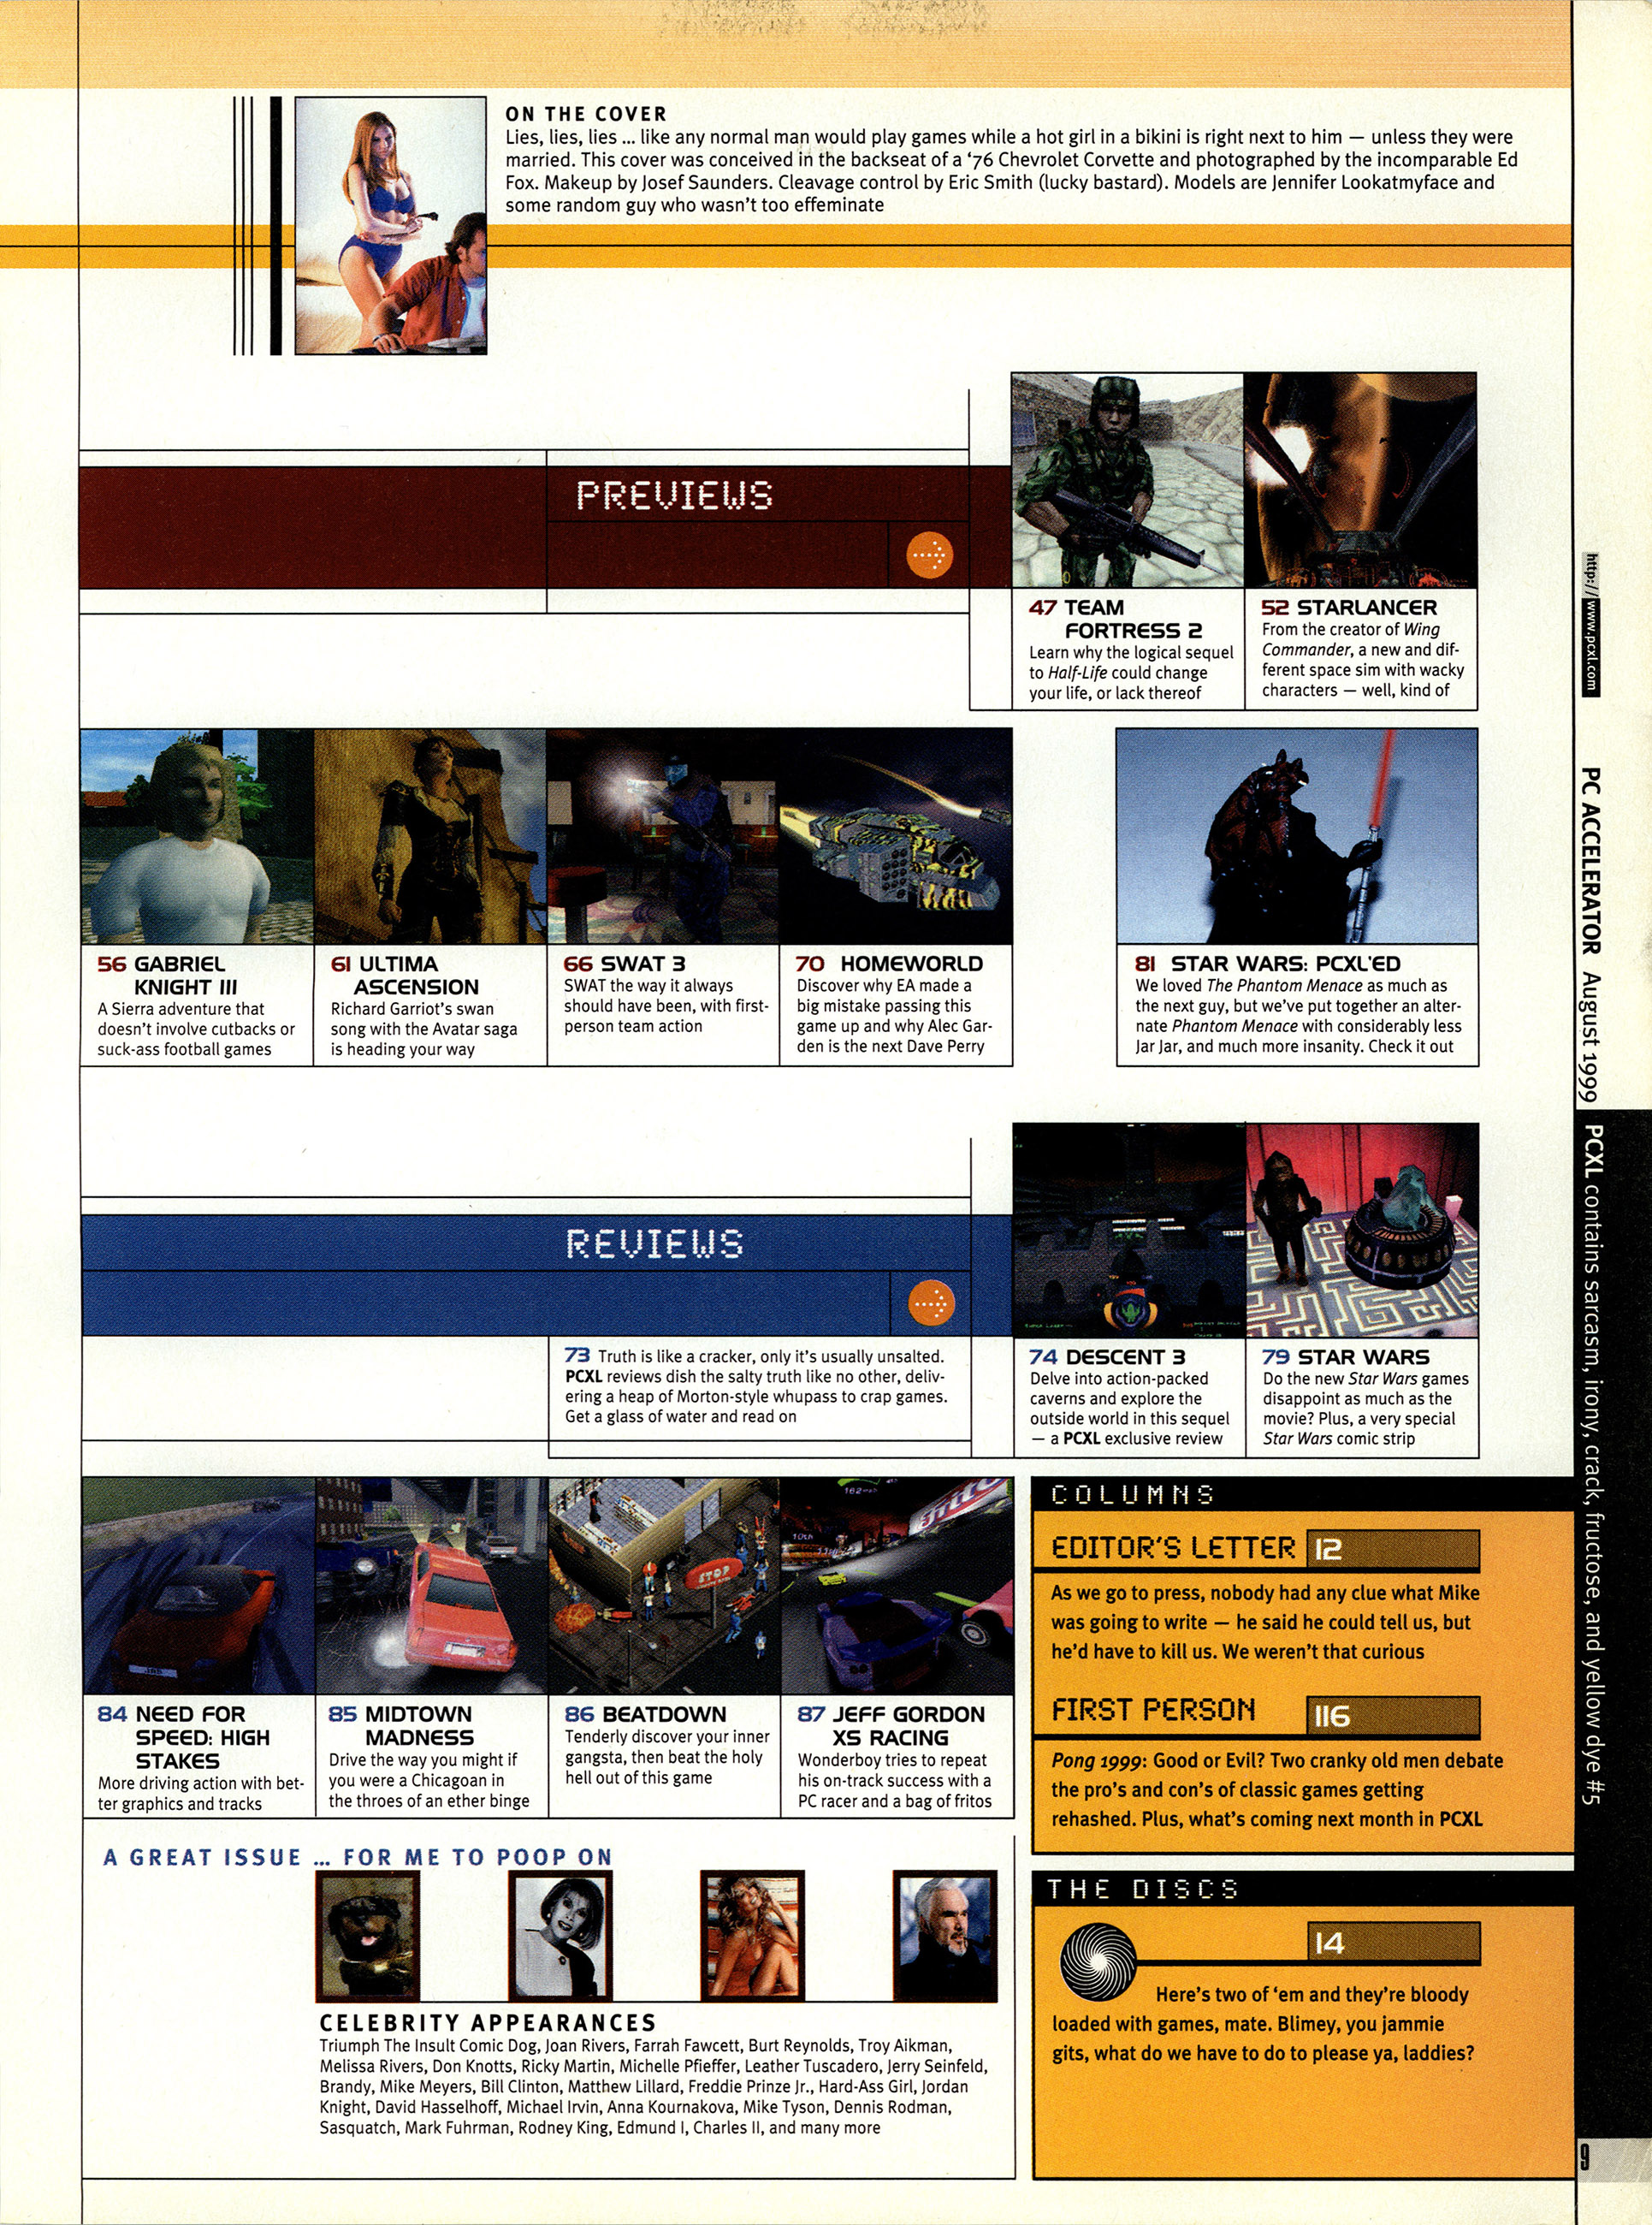 ON THE COVER
Lies, lies, lies ... like any normal man would play games while a hot girl in a bikini is right next to him — unless they were
married. This cover was conceived in the backseat of a ‘76 Chevrolet Corvette and photographed by the incomparable Ed
Fox. Makeup by Josef Saunders. Cleavage control by Eric Smith (lucky bastard). Models are Jennifer Lookatmyface and
some random guy who wasn't too effeminate
PREVIEWS
47 TEAM
FORTRESS 2
Learn why the logical sequel
to Half-Life could change
your life, or lack thereof
52 STARLANCER
From the creator of Wing
Commander, a new and dif-
ferent space sim with wacky
characters — well, kind of
56 GABRIEL
KNIGHT III
A Sierra adventure that
doesn't involve cutbacks or
suck-ass football games
61 ULTIMA
ASCENSION
Richard Garriot's swan
song with the Avatar saga
is heading your way
66 SWAT 3
SWAT the way it always
should have been, with first-
person team action
70 HOMEWORLD
Discover why EA made a
big mistake passing this
game up and why Alec Gar-
den is the next Dave Perry
81 STAR WARS: PCXL'ED
We loved The Phantom Menace as much as
the next guy, but we've put together an alter-
nate Phantom Menace with considerably less
Jar Jar, and much more insanity. Check it out
REVIEWS
73 Truth is like a cracker, only it's usually unsalted.
PCXL reviews dish the salty truth like no other, deliv-
ering a heap of Morton-style whupass to crap games.
Get a glass of water and read on
74 DESCENT 3
Delve into action-packed
caverns and explore the
outside world in this sequel
— a PCXL exclusive review
79 STAR WARS
Do the new Star Wars games
disappoint as much as the
movie? Plus, a very special
Star Wars comic strip
STOP
162
10th
84 NEED FOR
SPEED: HIGH
STAKES
More driving action with bet-
ter graphics and tracks
85 MIDTOWN
MADNESS
Drive the way you might if
you were a Chicagoan in
the throes of an ether binge
86 BEATDOWN
Tenderly discover your inner
gangsta, then beat the holy
hell out of this game
87 JEFF GORDON
XS RACING
Wonderboy tries to repeat
his on-track success with a
PC racer and a bag of fritos
COLUMNS
EDITOR'S LETTER 12
As we go to press, nobody had any clue what Mike
was going to write — he said he could tell us, but
he'd have to kill us. We weren't that curious
FIRST PERSON 116
Pong 1999: Good or Evil? Two cranky old men debate
the pro's and con's of classic games getting
rehashed. Plus, what's coming next month in PCXL
A GREAT ISSUE ... FOR ME TO POOP ON
CELEBRITY APPEARANCES
Triumph The Insult Comic Dog, Joan Rivers, Farrah Fawcett, Burt Reynolds, Troy Aikman,
Melissa Rivers, Don Knotts, Ricky Martin, Michelle Pfieffer, Leather Tuscadero, Jerry Seinfeld,
Brandy, Mike Meyers, Bill Clinton, Matthew Lillard, Freddie Prinze Jr., Hard-Ass Girl, Jordan
Knight, David Hasselhoff, Michael Irvin, Anna Kournakova, Mike Tyson, Dennis Rodman,
Sasquatch, Mark Fuhrman, Rodney King, Edmund I, Charles II, and many more
THE DISCS
14
Here's two of ‘em and they're bloody
loaded with games, mate. Blimey, you jammie
gits, what do we have to do to please ya, laddies?
http://www.pcxl.com
PC ACCELERATOR August 1999
PCXL contains sarcasm, irony, crack, fructose, and yellow dye #5
9